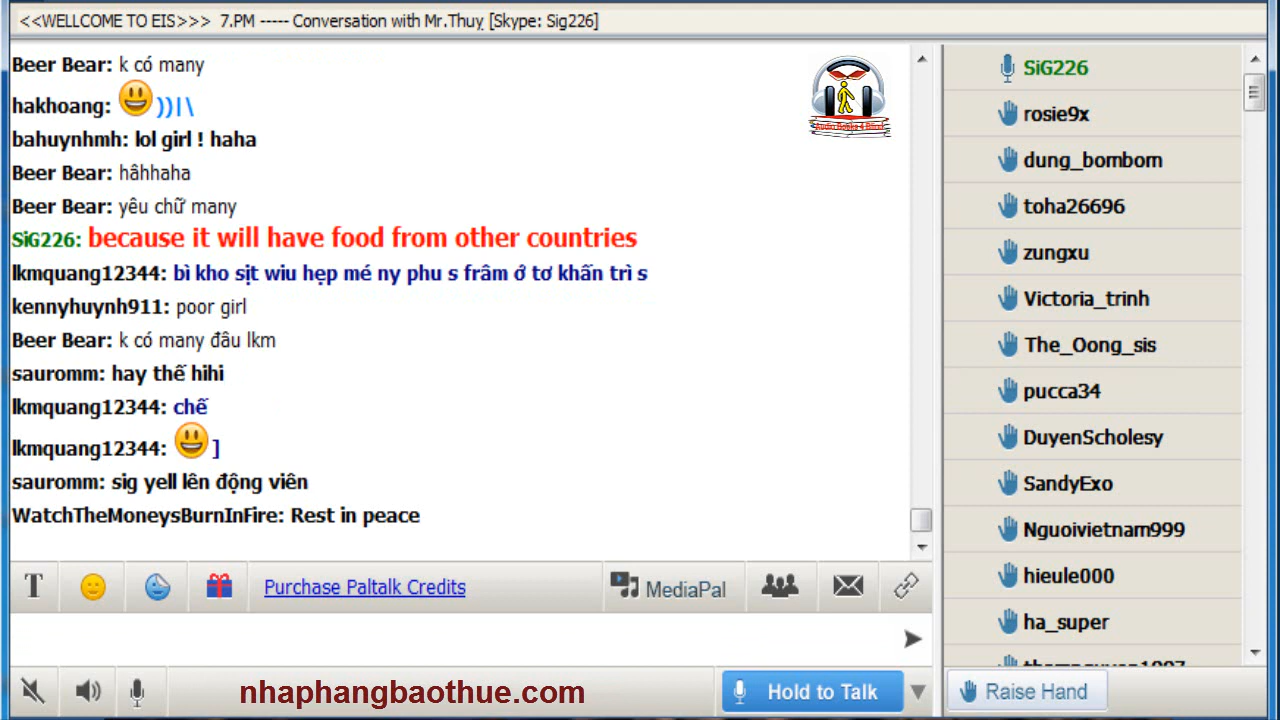 <<WELLCOME TO EIS>>> 7.PM ----- Conversation with Mr.Thuỵ [Skype: Sig226]
Beer Bear: k có many
hakhoang: ))|\
bahuynhmh: lol girl ! haha
Beer Bear: hâhhaha
Beer Bear: yêu chữ many
SiG226: because it will have food from other countries
lkmquang12344: bì kho sịt wiu hẹp mé ny phu s frâm ớ tơ khấn trì s
kennyhuynh911: poor girl
Beer Bear: k có many đâu lkm
sauromm: hay thế hihi
lkmquang12344: chế
lkmquang12344: ]
sauromm: sig yell lên động viên
WatchTheMoneysBurnInFire: Rest in peace
T
Purchase Paltalk Credits
MediaPal
nhaphangbaothue.com
Hold to Talk
SiG226
rosie9x
dung_bombom
toha26696
zungxu
Victoria_trinh
The_Oong_sis
pucca34
DuyenScholesy
SandyExo
Nguoivietnam999
hieule000
ha_super
Raise Hand